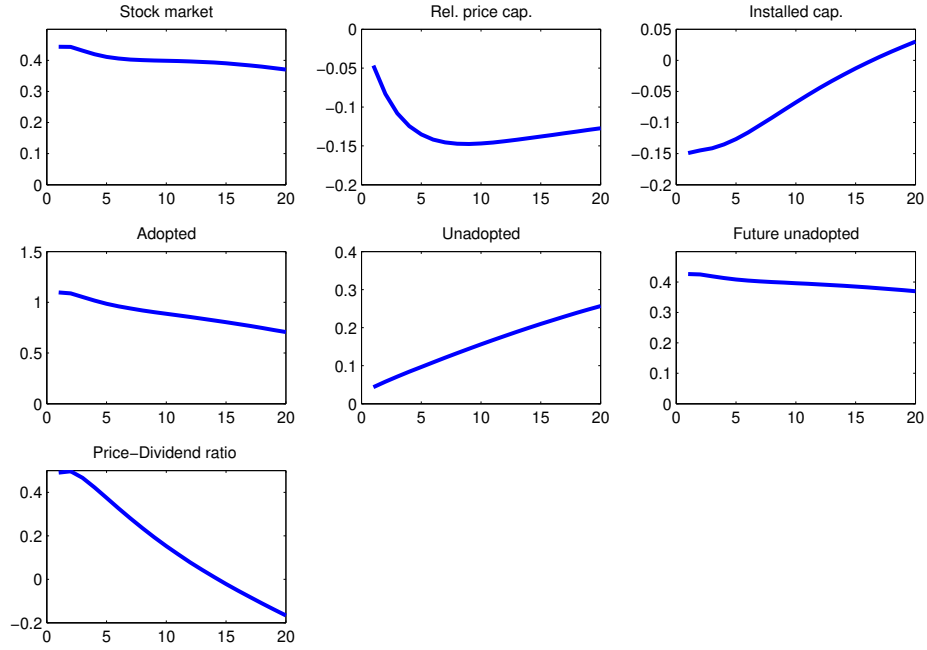 Stock market
0.4
0.3
0.2
0.1
0
0 5 10 15 20
Rel. price cap.
0
−0.05
−0.1
−0.15
−0.2
0 5 10 15 20
Installed cap.
0.05
0
−0.05
−0.1
−0.15
−0.2
0 5 10 15 20
Adopted
1.5
1
0.5
0
0 5 10 15 20
Unadopted
0.4
0.3
0.2
0.1
0
0 5 10 15 20
Future unadopted
0.4
0.3
0.2
0.1
0
0 5 10 15 20
Price−Dividend ratio
0.4
0.2
0
−0.2
0 5 10 15 20